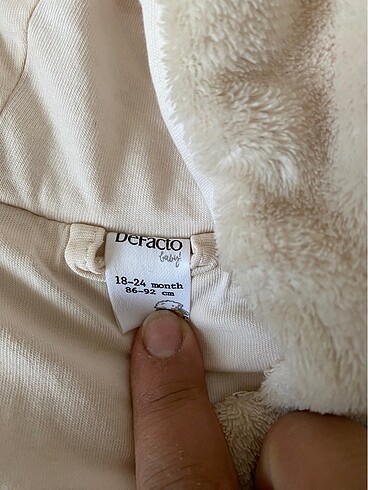 DeFacto
baby!
18-24 month
86-92 cm